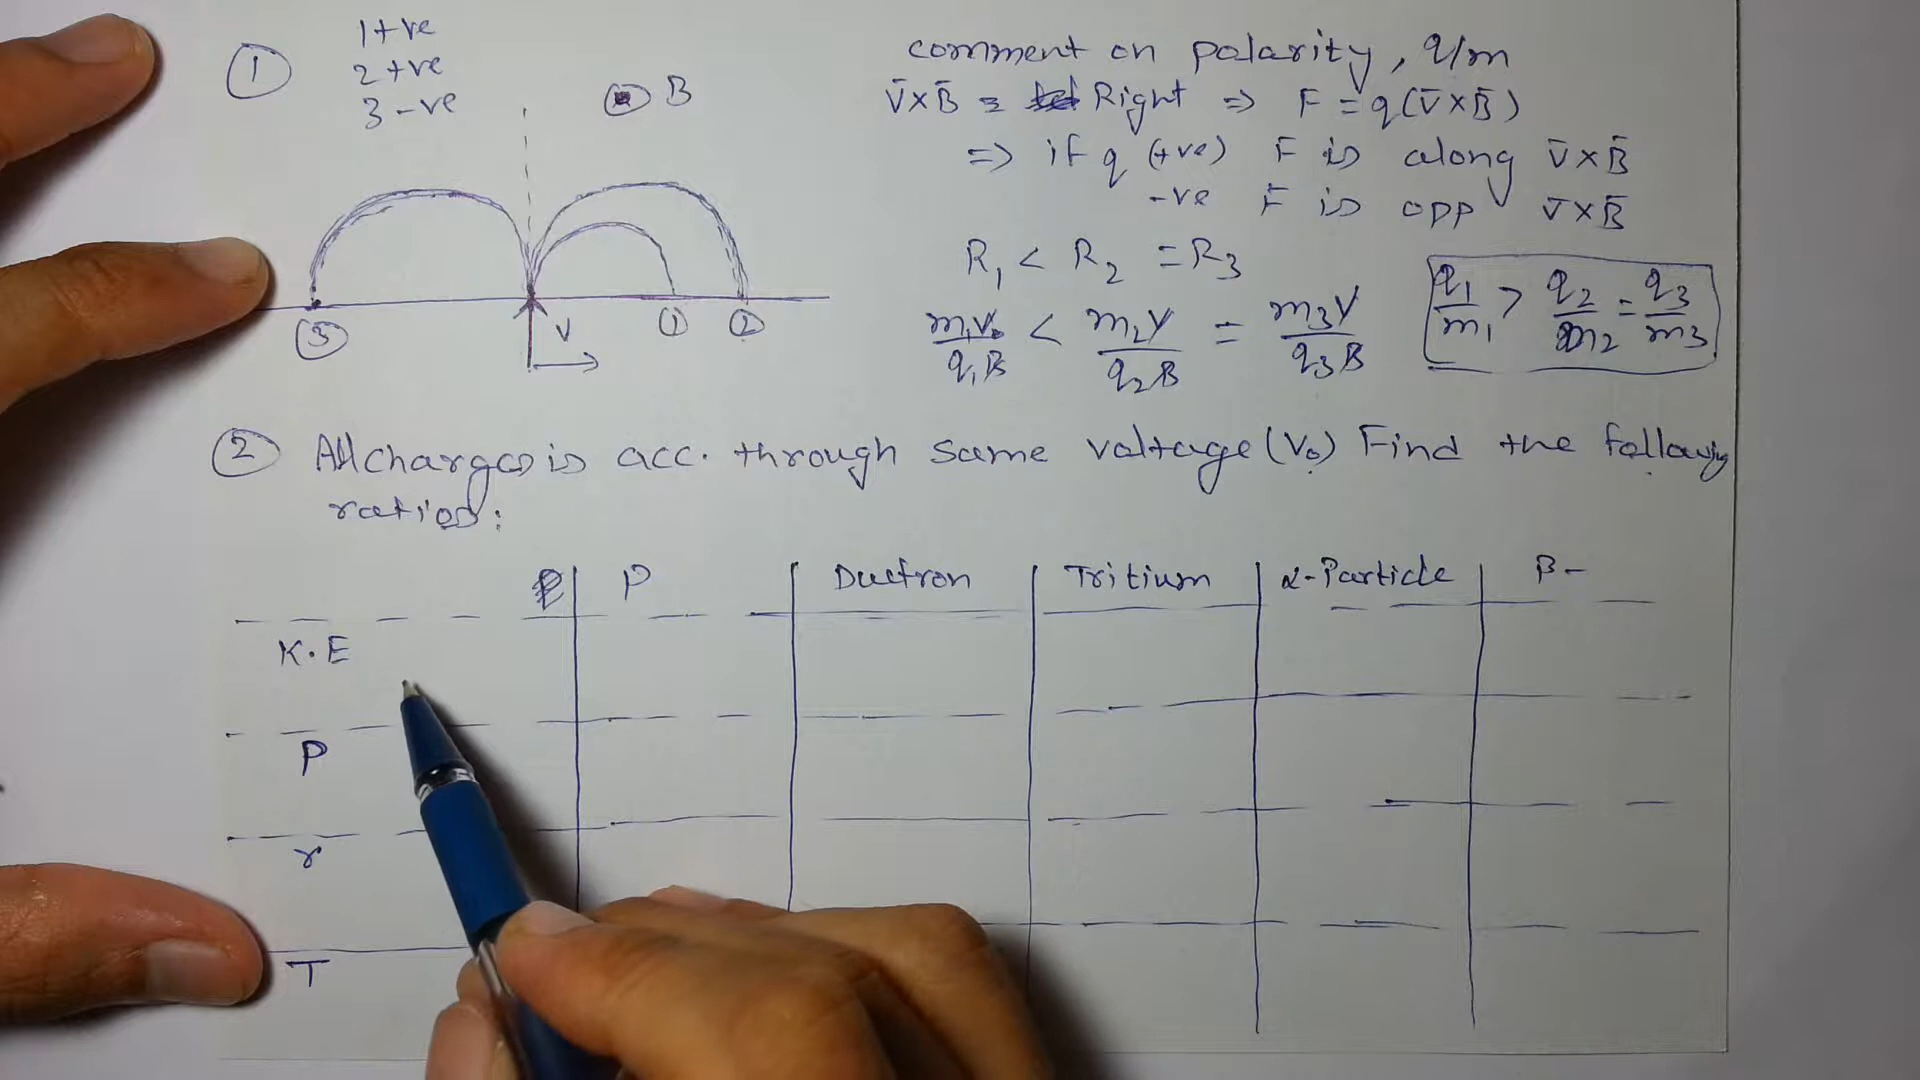 ①
1+ve
2+ve
3-ve
B
③
V
①
②
comment on polarity, q/m
V̄×B̄ = Right ⇒ F = q(V̄×B̄)
⇒ if q (+ve) F is along V̄×B̄
-ve F is opp V̄×B̄
R₁ < R₂ = R₃
m₁V₀/q₁B < m₂V/q₂B = m₃V/q₃B
q₁/m₁ > q₂/m₂ = q₃/m₃
② All charges is acc. through same voltage (V₀) Find the following
ratios:
P
Duetron
Tritium
α-Particle
β-
K.E
P
r
T